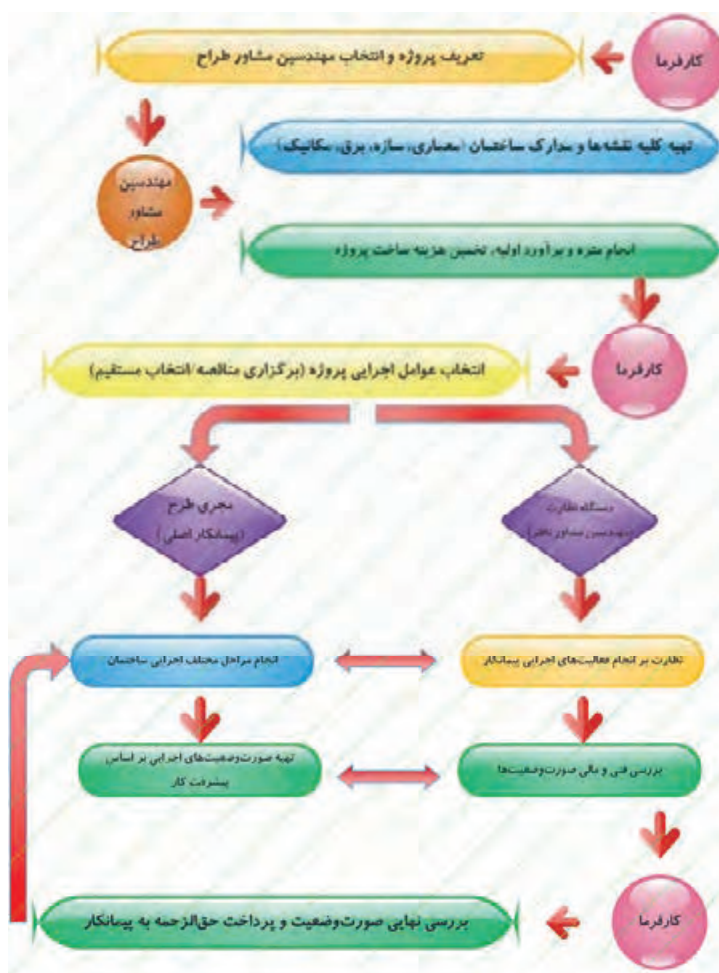 کارفرما
تعریف پروژه و انتخاب مهندسین مشاور طراح
تهیه کلیه نقشه‌ها و مدارک ساختمان (معماری، سازه، برق، مکانیک)
مهندسین
مشاور
طراح
انجام متره و برآورد اولیه، تخمین هزینه ساخت پروژه
کارفرما
انتخاب عوامل اجرایی پروژه (برگزاری مناقصه/انتخاب مستقیم)
دستگاه نظارت
(مهندسین مشاور ناظر)
مجری طرح
(پیمانکار اصلی)
نظارت بر انجام فعالیت‌های اجرایی پیمانکار
انجام مراحل مختلف اجرایی ساختمان
بررسی فنی و مالی صورت‌وضعیت‌ها
تهیه صورت‌وضعیت‌های اجرایی بر اساس
پیشرفت کار
کارفرما
بررسی نهایی صورت‌وضعیت و پرداخت حق‌الزحمه به پیمانکار